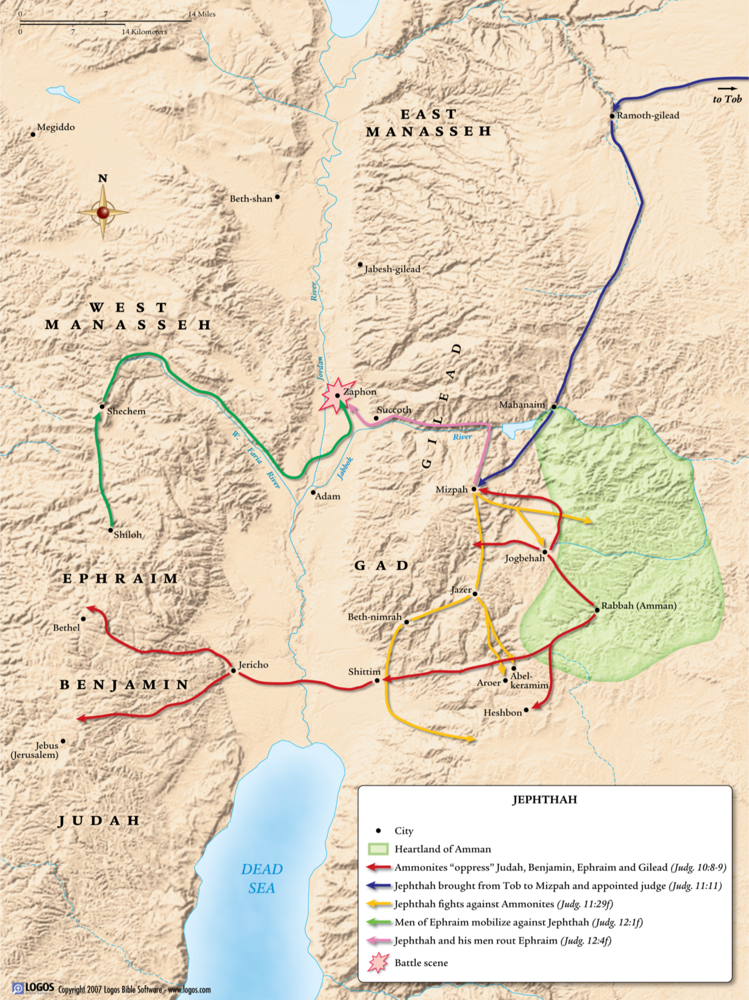 0 7 14 Miles
0 7 14 Kilometers
to Tob
Ramoth-gilead
EAST
MANASSEH
Megiddo
N
Beth-shan
Jabesh-gilead
River
WEST
MANASSEH
GILEAD
Jordan
Zaphon
Succoth
Mahanaim
Shechem
River
W. Faria River
Jabbok
Mizpah
Adam
Shiloh
Jogbehah
GAD
EPHRAIM
Jazer
Rabbah (Amman)
Beth-nimrah
Bethel
Jericho
Shittim
Abel-
keramim
Aroer
BENJAMIN
Heshbon
Jebus
(Jerusalem)
JUDAH
DEAD
SEA
JEPHTHAH
City
Heartland of Amman
Ammonites “oppress” Judah, Benjamin, Ephraim and Gilead (Judg. 10:8-9)
Jephthah brought from Tob to Mizpah and appointed judge (Judg. 11:11)
Jephthah fights against Ammonites (Judg. 11:29f)
Men of Ephraim mobilize against Jephthah (Judg. 12:1f)
Jephthah and his men rout Ephraim (Judg. 12:4f)
Battle scene
LOGOS
Bible Software
Copyright 2007 Logos Bible Software - www.logos.com